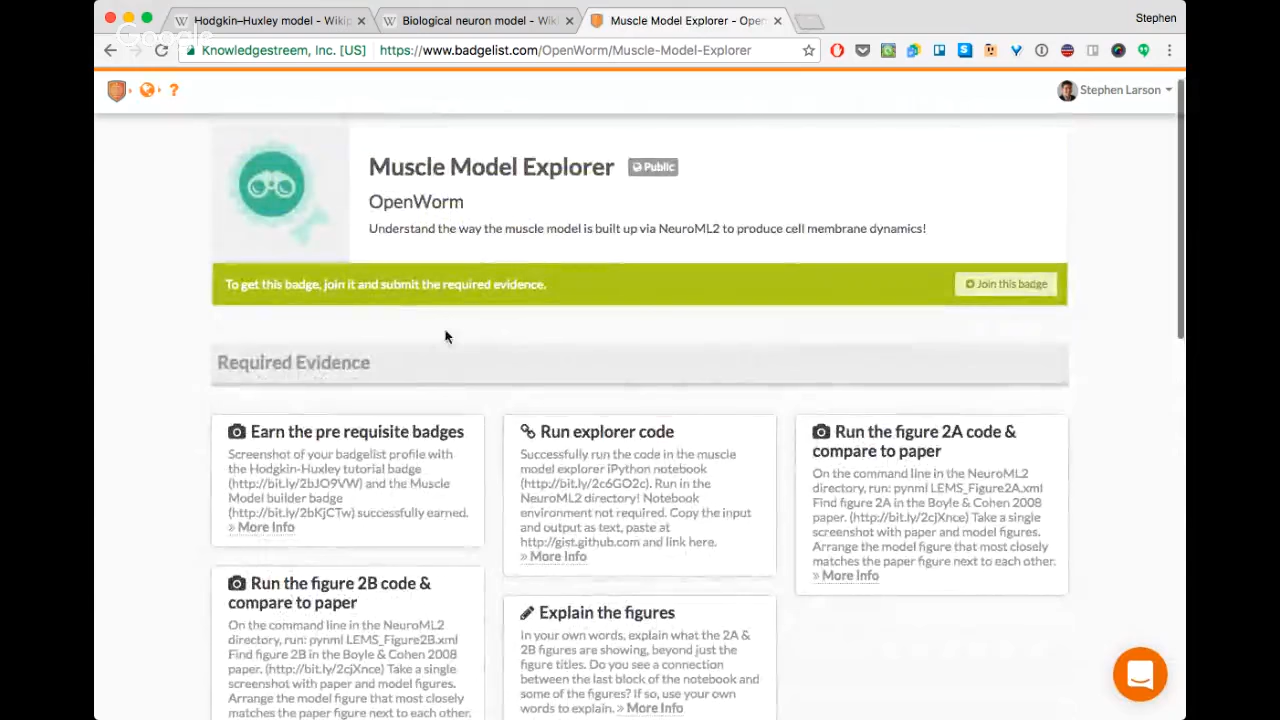 Hodgkin–Huxley model - Wikip
Biological neuron model - Wiki
Muscle Model Explorer - Open
Stephen
Google
Knowledgestreem, Inc. [US]
https://www.badgelist.com/OpenWorm/Muscle-Model-Explorer
?
Stephen Larson
Muscle Model Explorer
Public
OpenWorm
Understand the way the muscle model is built up via NeuroML2 to produce cell membrane dynamics!
To get this badge, join it and submit the required evidence.
Join this badge
Required Evidence
Earn the pre requisite badges
Screenshot of your badgelist profile with
the Hodgkin-Huxley tutorial badge
(http://bit.ly/2bJO9VW) and the Muscle
Model builder badge
(http://bit.ly/2bKjCTw) successfully earned.
» More Info
Run explorer code
Successfully run the code in the muscle
model explorer iPython notebook
(http://bit.ly/2c6GO2c). Run in the
NeuroML2 directory! Notebook
environment not required. Copy the input
and output as text, paste at
http://gist.github.com and link here.
» More Info
Run the figure 2A code &
compare to paper
On the command line in the NeuroML2
directory, run: pynml LEMS_Figure2A.xml
Find figure 2A in the Boyle & Cohen 2008
paper. (http://bit.ly/2cjXnce) Take a single
screenshot with paper and model figures.
Arrange the model figure that most closely
matches the paper figure next to each other.
» More Info
Run the figure 2B code &
compare to paper
On the command line in the NeuroML2
directory, run: pynml LEMS_Figure2B.xml
Find figure 2B in the Boyle & Cohen 2008
paper. (http://bit.ly/2cjXnce) Take a single
screenshot with paper and model figures.
Arrange the model figure that most closely
matches the paper figure next to each other.
Explain the figures
In your own words, explain what the 2A &
2B figures are showing, beyond just the
figure titles. Do you see a connection
between the last block of the notebook and
some of the figures? If so, use your own
words to explain. » More Info